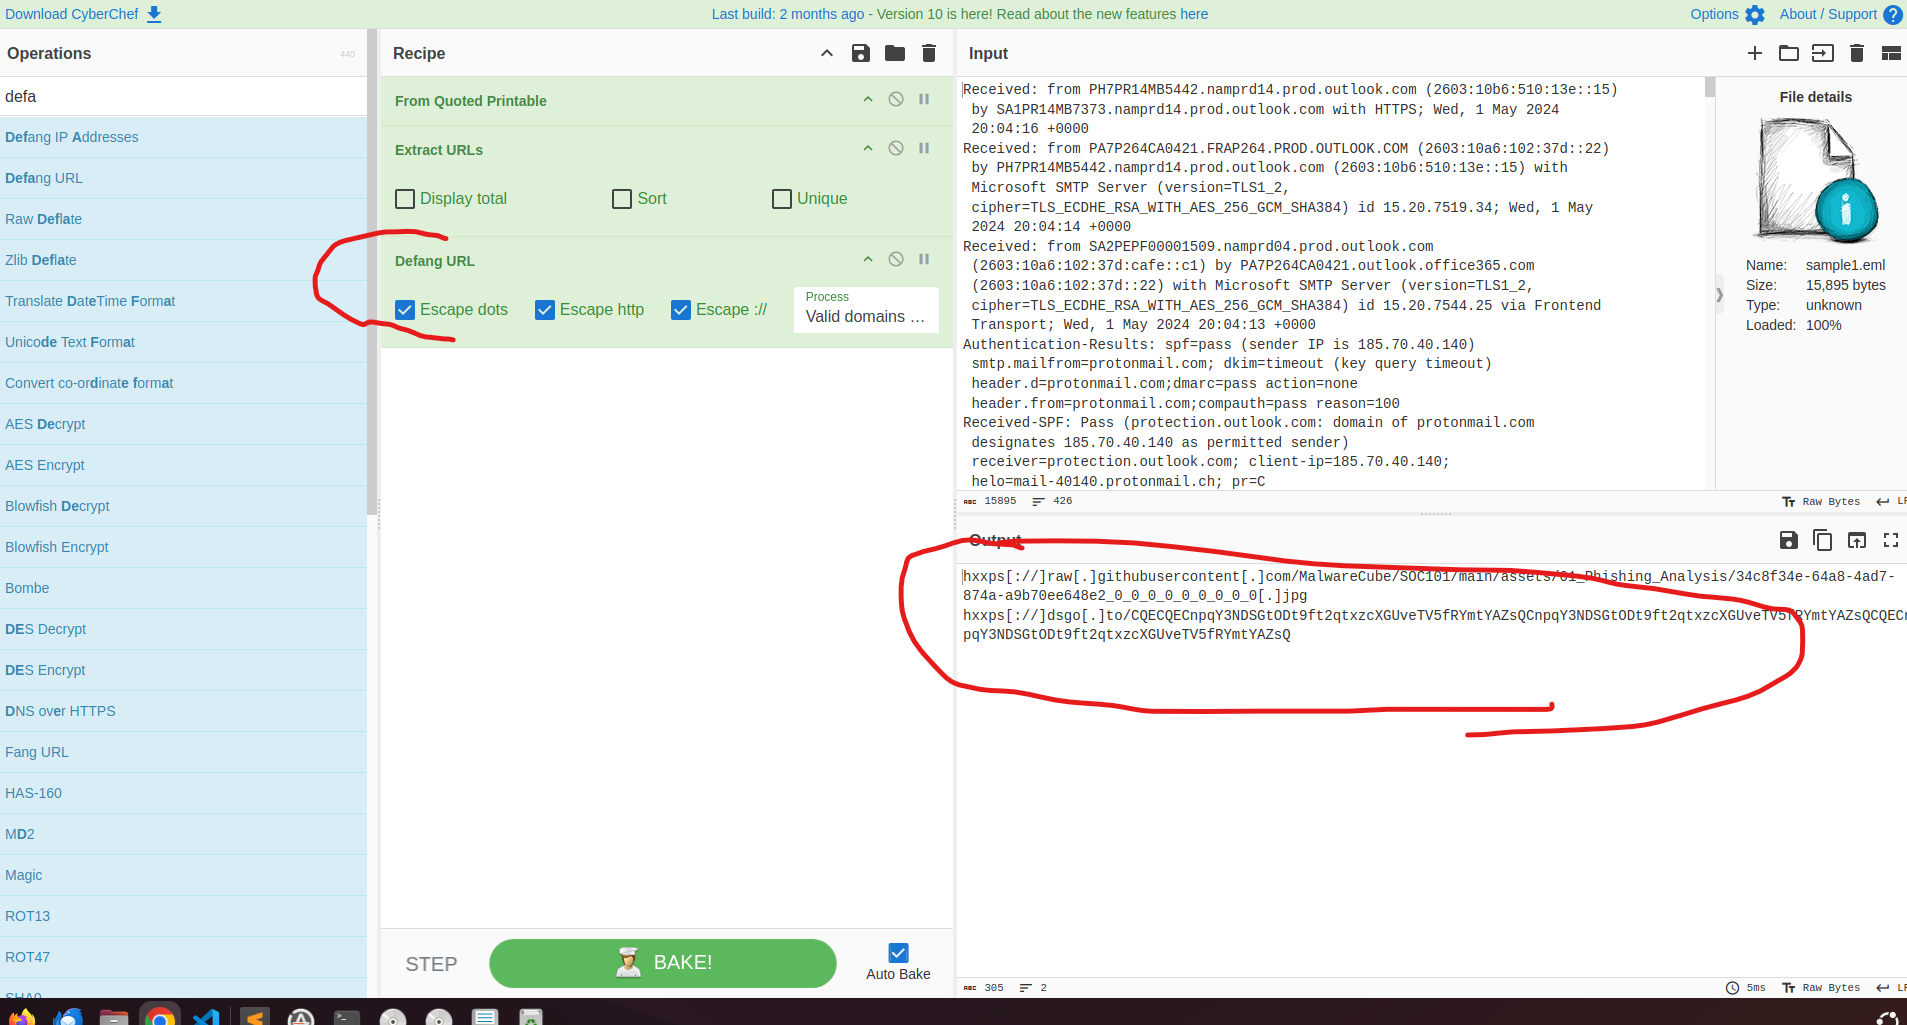 Download CyberChef
Last build: 2 months ago - Version 10 is here! Read about the new features here
Options
About / Support
Operations
440
defa
Defang IP Addresses
Defang URL
Raw Deflate
Zlib Deflate
Translate DateTime Format
Unicode Text Format
Convert co-ordinate format
AES Decrypt
AES Encrypt
Blowfish Decrypt
Blowfish Encrypt
Bombe
DES Decrypt
DES Encrypt
DNS over HTTPS
Fang URL
HAS-160
MD2
Magic
ROT13
ROT47
SHA0
Recipe
From Quoted Printable
Extract URLs
Display total Sort Unique
Defang URL
Escape dots Escape http Escape ://
Process
Valid domains …
STEP
BAKE!
Auto Bake
Input
Received: from PH7PR14MB5442.namprd14.prod.outlook.com (2603:10b6:510:13e::15)
by SA1PR14MB7373.namprd14.prod.outlook.com with HTTPS; Wed, 1 May 2024
20:04:16 +0000
Received: from PA7P264CA0421.FRAP264.PROD.OUTLOOK.COM (2603:10a6:102:37d::22)
by PH7PR14MB5442.namprd14.prod.outlook.com (2603:10b6:510:13e::15) with
Microsoft SMTP Server (version=TLS1_2,
cipher=TLS_ECDHE_RSA_WITH_AES_256_GCM_SHA384) id 15.20.7519.34; Wed, 1 May
2024 20:04:14 +0000
Received: from SA2PEPF00001509.namprd04.prod.outlook.com
(2603:10a6:102:37d:cafe::c1) by PA7P264CA0421.outlook.office365.com
(2603:10a6:102:37d::22) with Microsoft SMTP Server (version=TLS1_2,
cipher=TLS_ECDHE_RSA_WITH_AES_256_GCM_SHA384) id 15.20.7544.25 via Frontend
Transport; Wed, 1 May 2024 20:04:13 +0000
Authentication-Results: spf=pass (sender IP is 185.70.40.140)
smtp.mailfrom=protonmail.com; dkim=timeout (key query timeout)
header.d=protonmail.com;dmarc=pass action=none
header.from=protonmail.com;compauth=pass reason=100
Received-SPF: Pass (protection.outlook.com: domain of protonmail.com
designates 185.70.40.140 as permitted sender)
receiver=protection.outlook.com; client-ip=185.70.40.140;
helo=mail-40140.protonmail.ch; pr=C
File details
Name: sample1.eml
Size: 15,895 bytes
Type: unknown
Loaded: 100%
ABC 15895 426
Raw Bytes LF
Output
hxxps[://]raw[.]githubusercontent[.]com/MalwareCube/SOC101/main/assets/01_Phishing_Analysis/34c8f34e-64a8-4ad7-
874a-a9b70ee648e2_0_0_0_0_0_0_0_0_0[.]jpg
hxxps[://]dsgo[.]to/CQECQECnpqY3NDSGtODt9ft2qtxzcXGUveTV5fRYmtYAZsQCnpqY3NDSGtODt9ft2qtxzcXGUveTV5fRYmtYAZsQCQECn
pqY3NDSGtODt9ft2qtxzcXGUveTV5fRYmtYAZsQ
ABC 305 2
5ms Raw Bytes LF